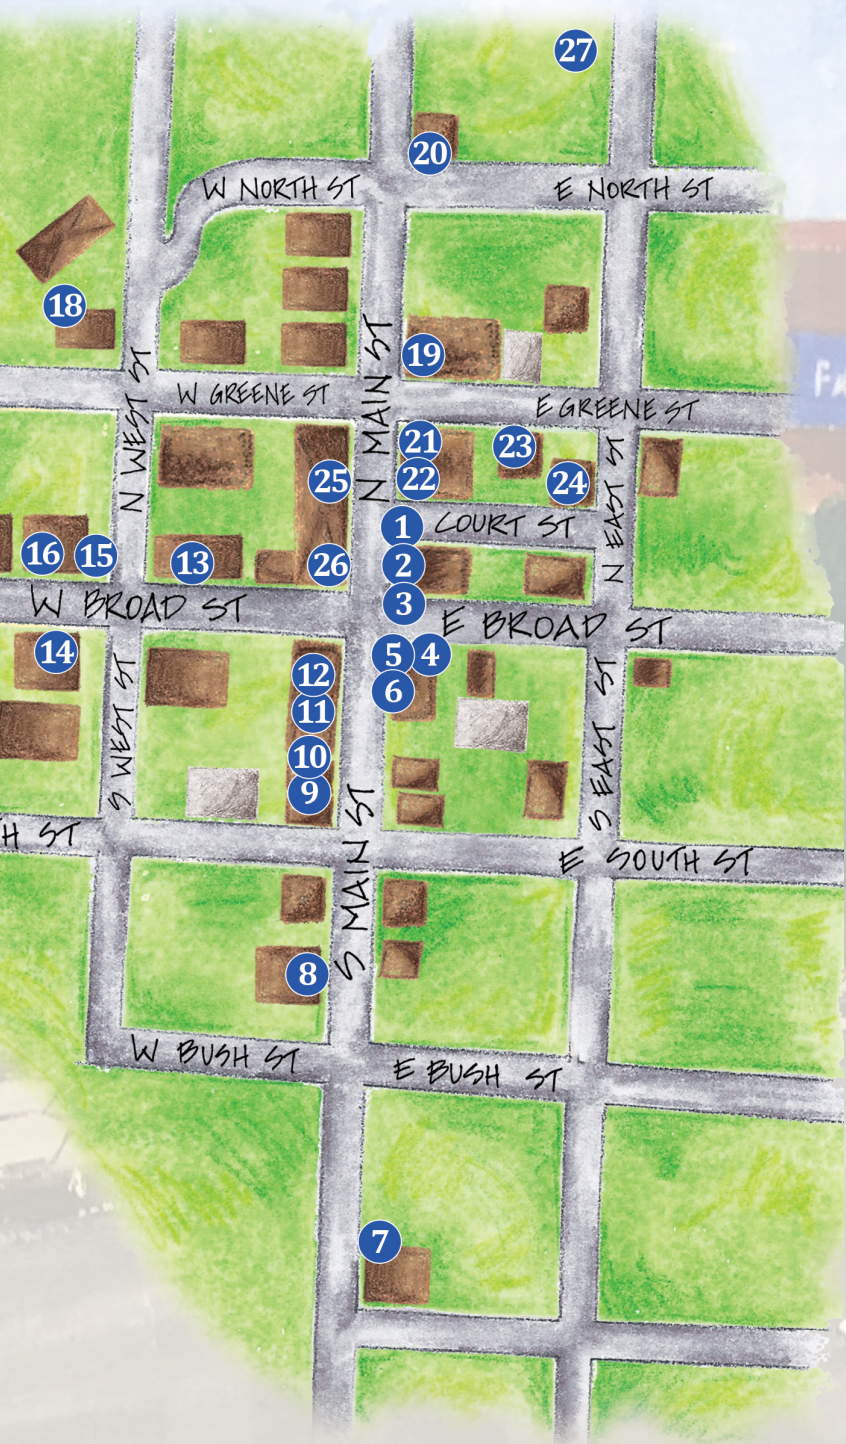 27
20
W NORTH ST
E NORTH ST
18
19
N MAIN ST
N WEST ST
W GREENE ST
E GREENE ST
21
22
23
24
25
1
COURT ST
N EAST ST
16
15
13
26
2
3
W BROAD ST
E BROAD ST
14
5
4
6
12
11
10
9
S WEST ST
S MAIN ST
S EAST ST
H ST
E SOUTH ST
8
W BUSH ST
E BUSH ST
7